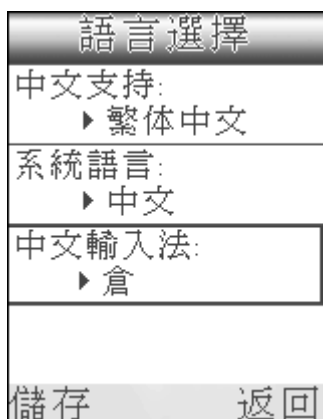 語言選擇
中文支持:
繁体中文
系統語言:
中文
中文輸入法:
倉
儲存 返回